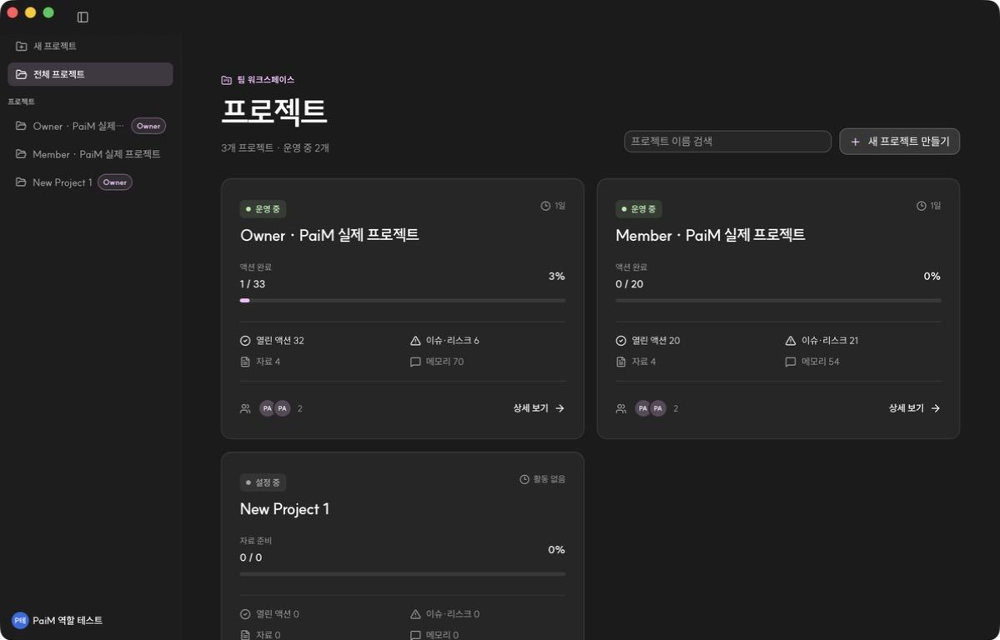 새 프로젝트
전체 프로젝트
프로젝트
Owner · PaiM 실제… Owner
Member · PaiM 실제 프로젝트
New Project 1 Owner
PaiM 역할 테스트
팀 워크스페이스
프로젝트
3개 프로젝트 · 운영 중 2개
프로젝트 이름 검색
+ 새 프로젝트 만들기
운영 중
1일
Owner · PaiM 실제 프로젝트
액션 완료
1 / 33
3%
열린 액션 32
이슈·리스크 6
자료 4
메모리 70
PA PA 2
상세 보기 →
운영 중
1일
Member · PaiM 실제 프로젝트
액션 완료
0 / 20
0%
열린 액션 20
이슈·리스크 21
자료 4
메모리 54
PA PA 2
상세 보기 →
설정 중
활동 없음
New Project 1
자료 준비
0 / 0
0%
열린 액션 0
이슈·리스크 0
자료 0
메모리 0